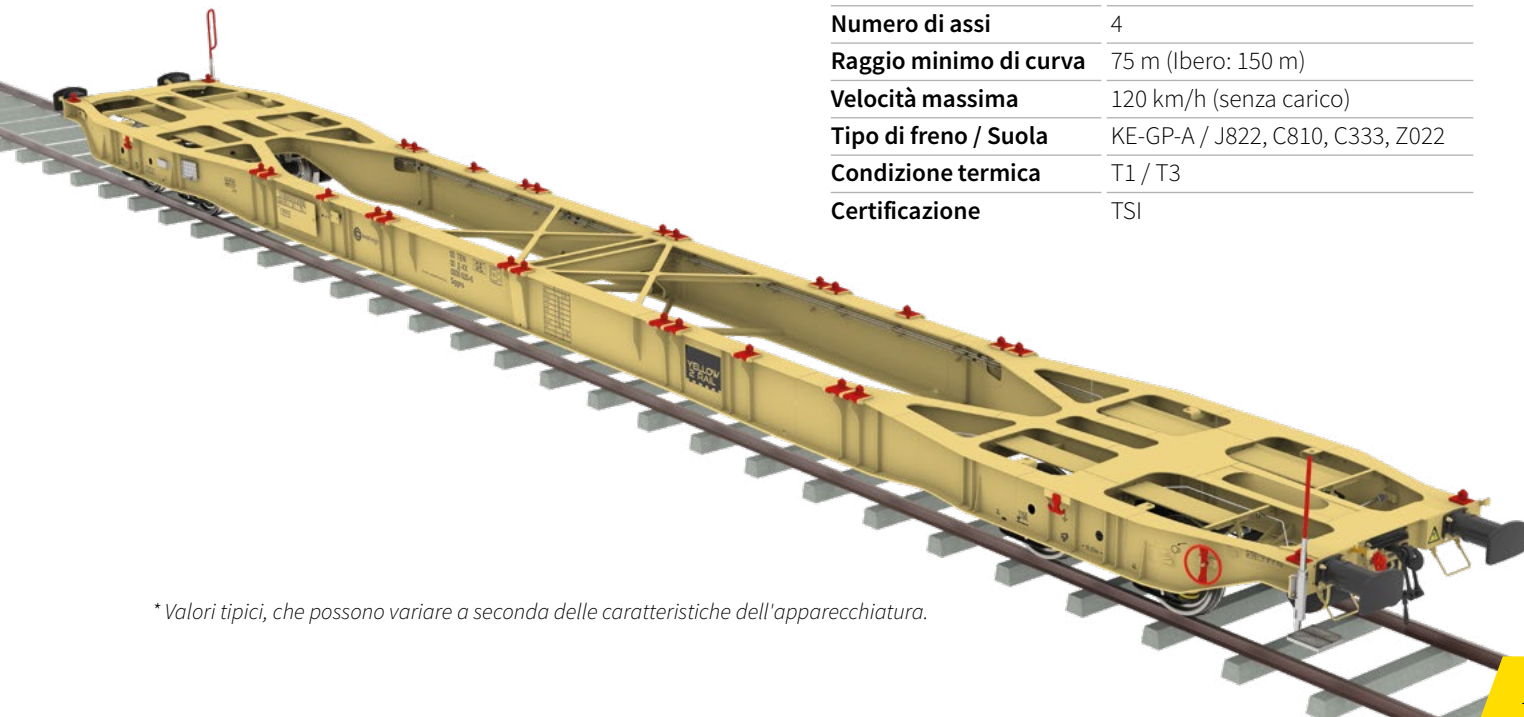 Numero di assi 4
Raggio minimo di curva 75 m (Ibero: 150 m)
Velocità massima 120 km/h (senza carico)
Tipo di freno / Suola KE-GP-A / J822, C810, C333, Z022
Condizione termica T1 / T3
Certificazione TSI
YELLOW
2 RAIL
* Valori tipici, che possono variare a seconda delle caratteristiche dell'apparecchiatura.